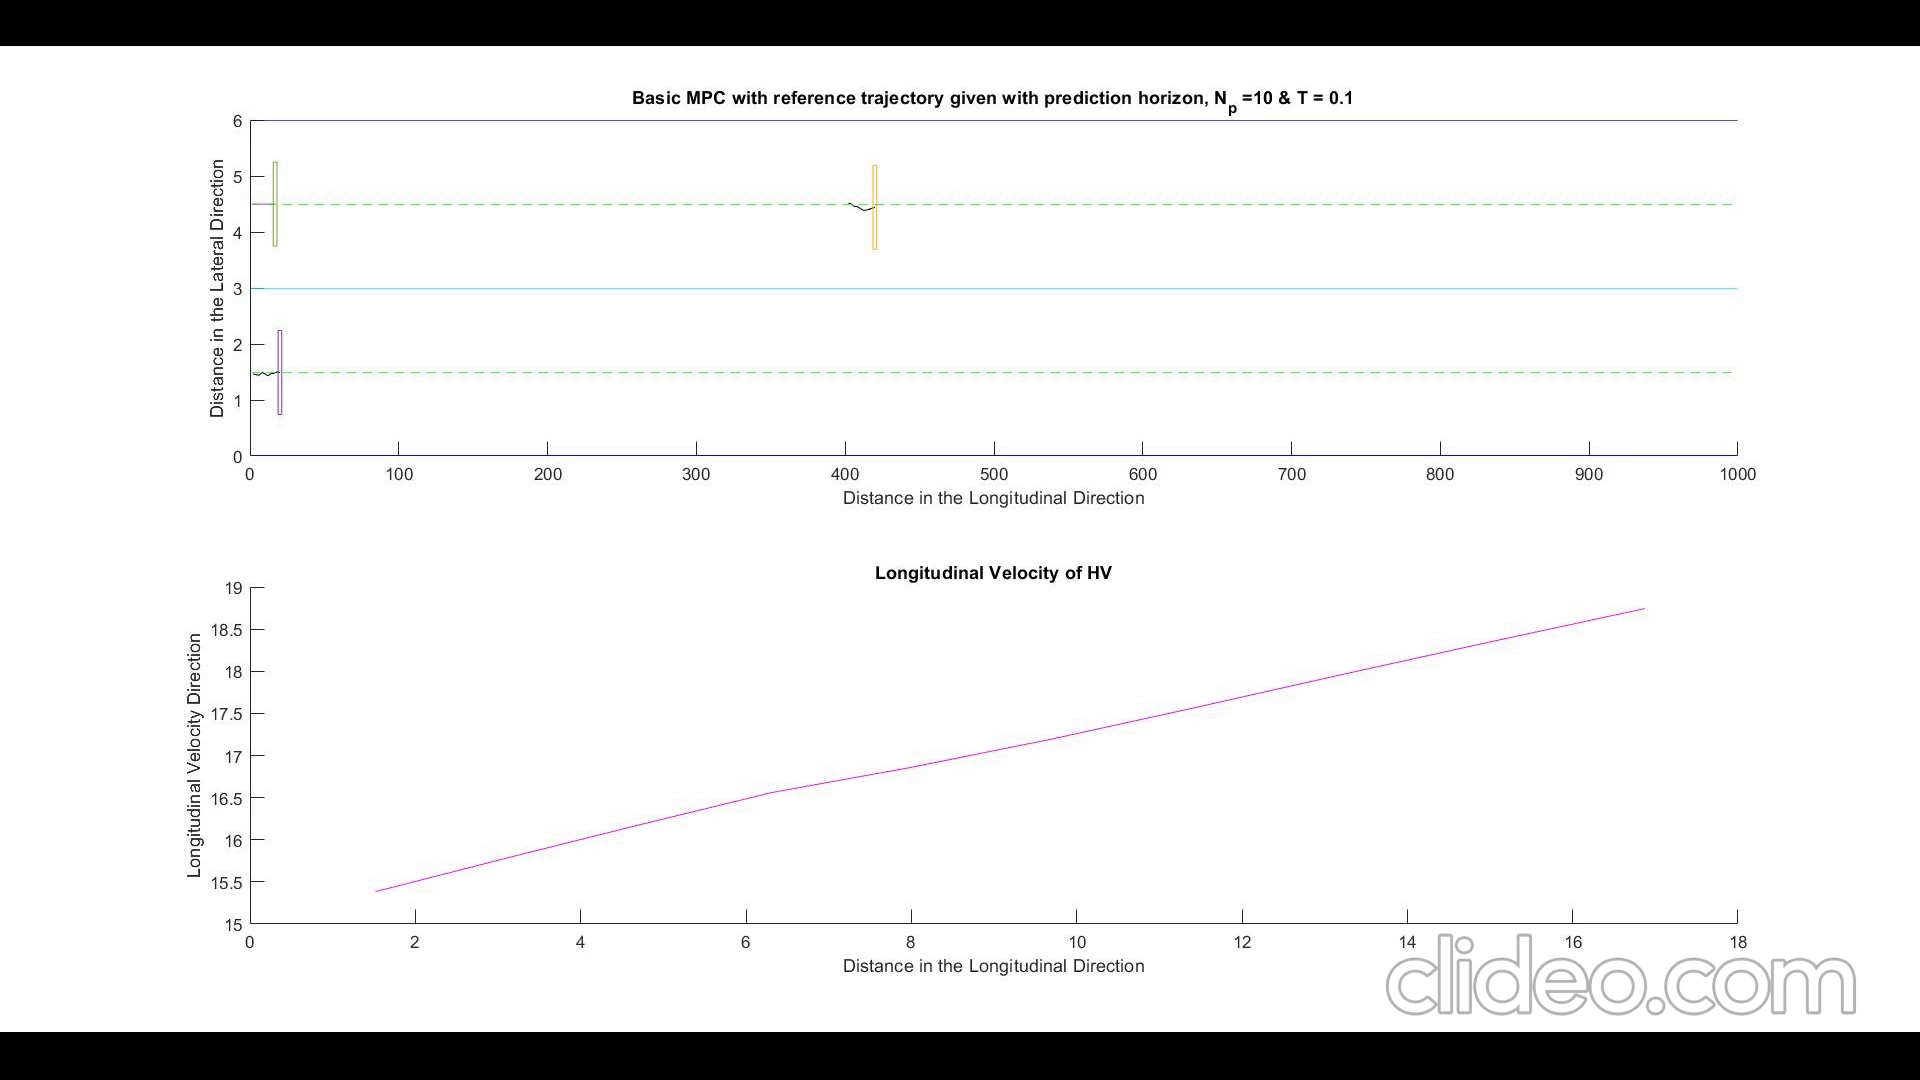 Basic MPC with reference trajectory given with prediction horizon, Np =10 & T = 0.1
6
5
4
3
2
1
0
Distance in the Lateral Direction
0 100 200 300 400 500 600 700 800 900 1000
Distance in the Longitudinal Direction
Longitudinal Velocity of HV
19
18.5
18
17.5
17
16.5
16
15.5
15
Longitudinal Velocity Direction
0 2 4 6 8 10 12 14 16 18
Distance in the Longitudinal Direction
clideo.com